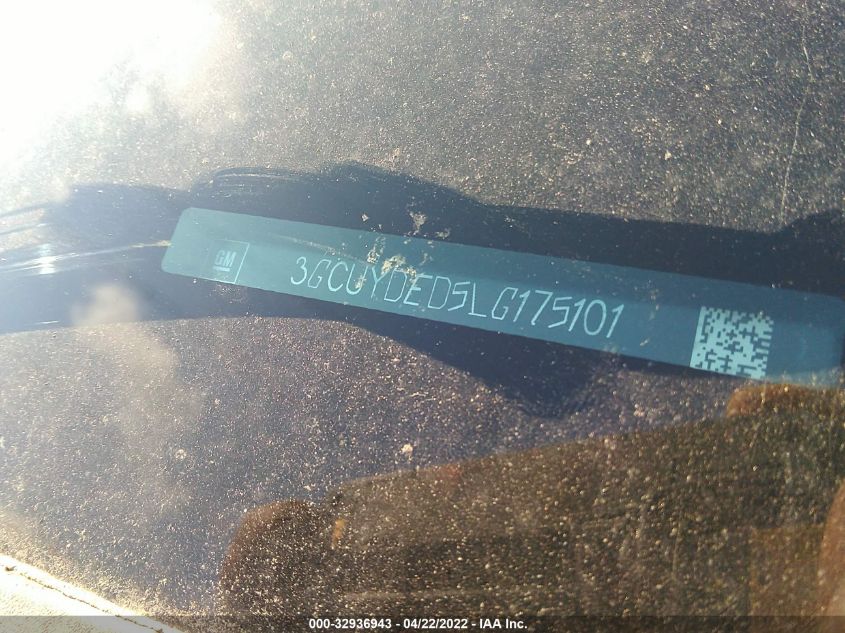 GM
3GCUYDED5LG175101
000-32936943 - 04/22/2022 - IAA Inc.